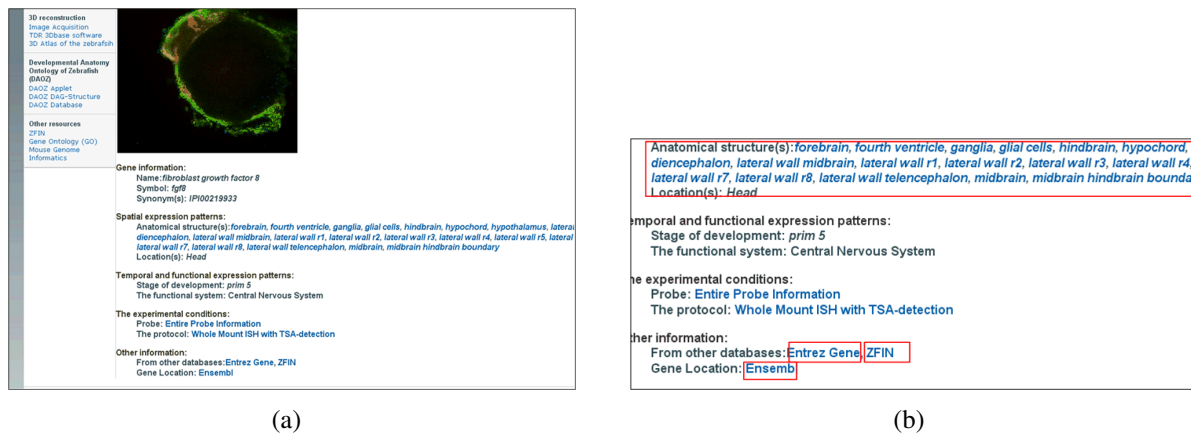 3D reconstruction
Image Acquisition
TDR 3Dbase software
3D Atlas of the zebrafsih
Developmental Anatomy
Ontology of Zebrafish
(DAOZ)
DAOZ Applet
DAOZ DAG-Structure
DAOZ Database
Other resources
ZFIN
Gene Ontology (GO)
Mouse Genome
Informatics
Gene information:
Name:fibroblast growth factor 8
Symbol: fgf8
Synonym(s): IPI00219933
Spatial expression patterns:
Anatomical structure(s):forebrain, fourth ventricle, ganglia, glial cells, hindbrain, hypochord, hypothalamus, latera
diencephalon, lateral wall midbrain, lateral wall r1, lateral wall r2, lateral wall r3, lateral wall r4, lateral wall r5, lateral
lateral wall r7, lateral wall r8, lateral wall telencephalon, midbrain, midbrain hindbrain boundary
Location(s): Head
Temporal and functional expression patterns:
Stage of development: prim 5
The functional system: Central Nervous System
The experimental conditions:
Probe: Entire Probe Information
The protocol: Whole Mount ISH with TSA-detection
Other information:
From other databases:Entrez Gene, ZFIN
Gene Location: Ensembl
(a)
Anatomical structure(s):forebrain, fourth ventricle, ganglia, glial cells, hindbrain, hypochord,
diencephalon, lateral wall midbrain, lateral wall r1, lateral wall r2, lateral wall r3, lateral wall r4,
lateral wall r7, lateral wall r8, lateral wall telencephalon, midbrain, midbrain hindbrain bounda
Location(s): Head
emporal and functional expression patterns:
Stage of development: prim 5
The functional system: Central Nervous System
he experimental conditions:
Probe: Entire Probe Information
The protocol: Whole Mount ISH with TSA-detection
ther information:
From other databases:Entrez Gene, ZFIN
Gene Location: Ensemb
(b)